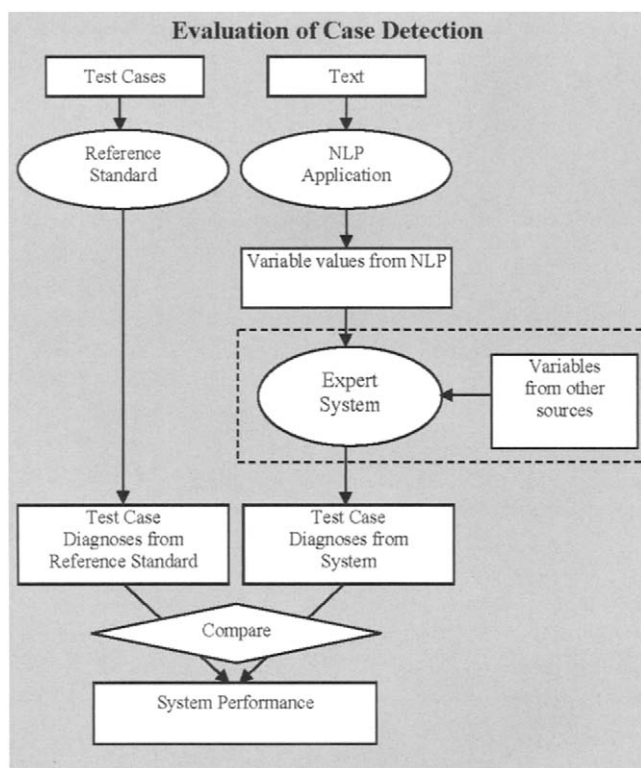 Evaluation of Case Detection
Test Cases
Text
Reference
Standard
NLP
Application
Variable values from NLP
Expert
System
Variables
from other
sources
Test Case
Diagnoses from
Reference Standard
Test Case
Diagnoses from
System
Compare
System Performance